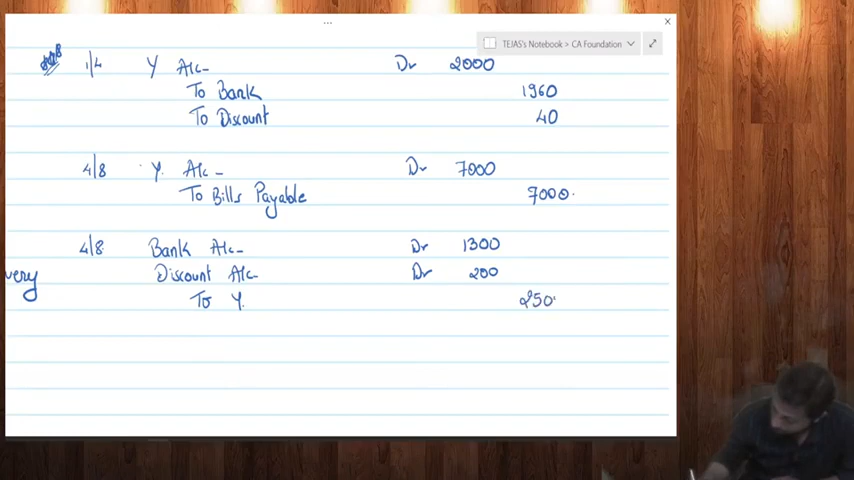 TEJAS's Notebook > CA Foundation
1/4 Y A/c- Dr 2000
To Bank 1960
To Discount 40
4/8 Y. A/c- Dr 7000
To Bills Payable 7000.
4/8 Bank A/c- Dr 1300
very Discount A/c- Dr 200
To Y. 250